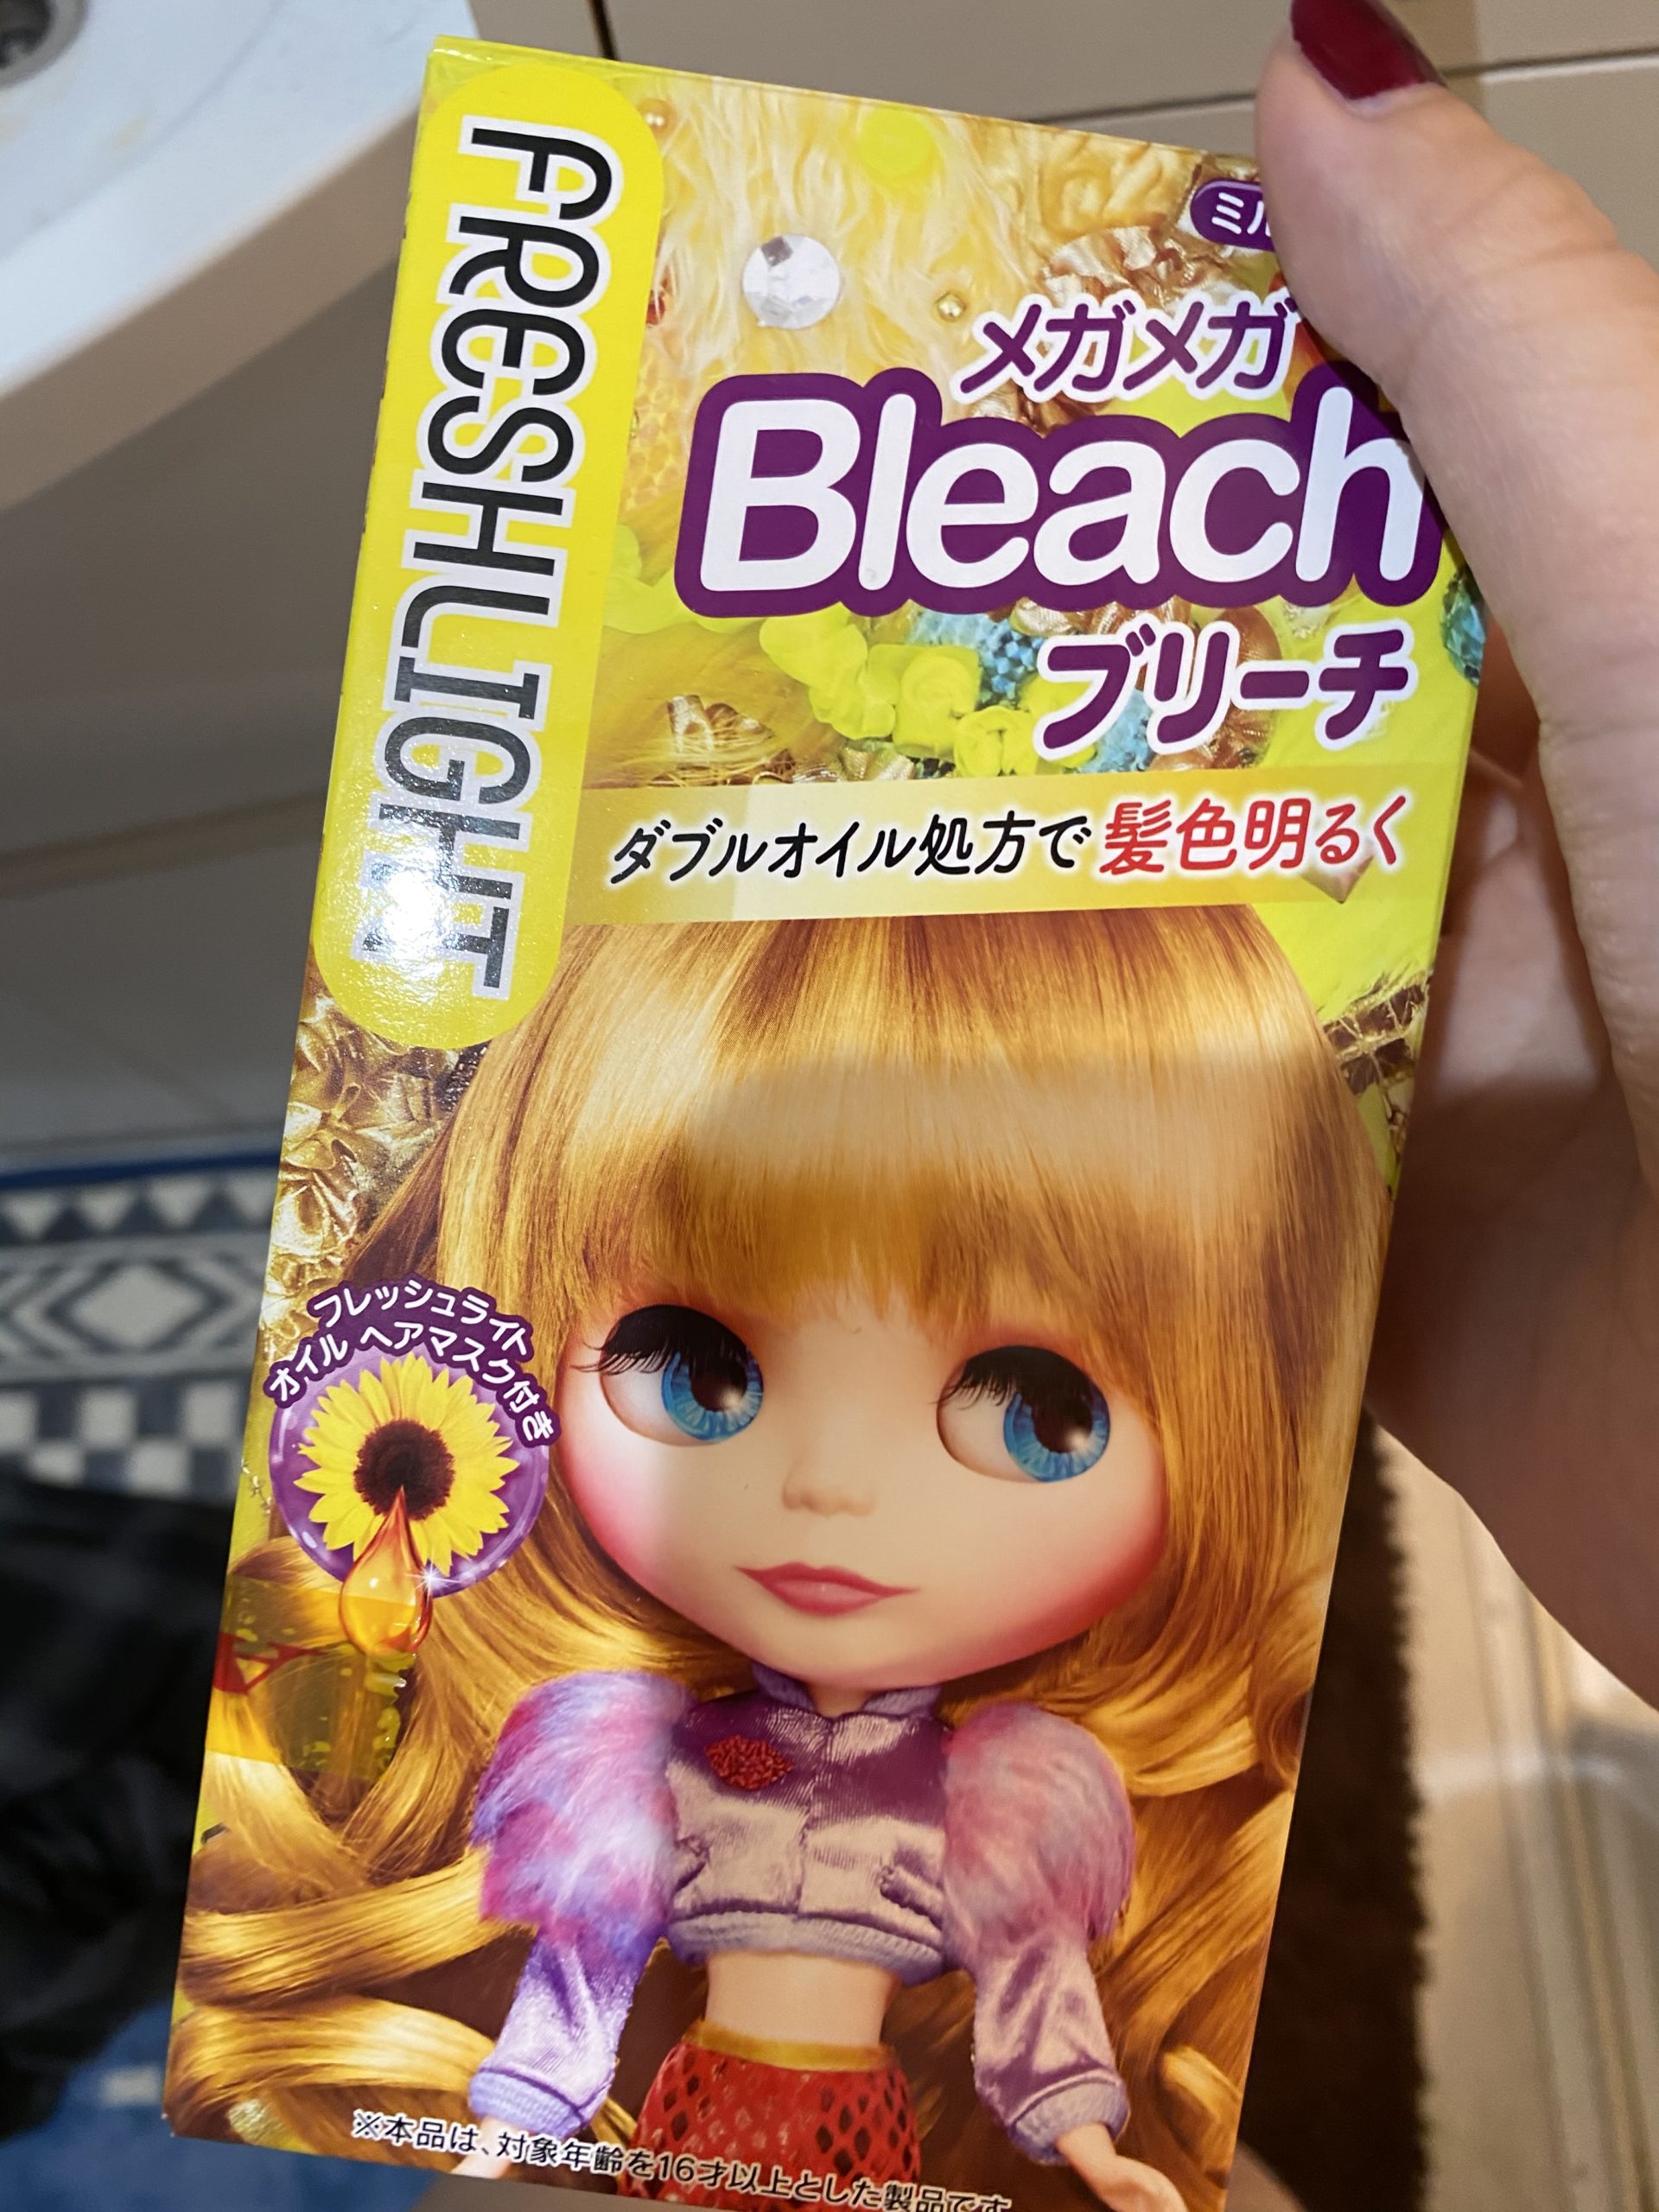 FRESHLIGHT
ミル
メガメガ
Bleach
ブリーチ
ダブルオイル処方で髪色明るく
フレッシュライト
オイル ヘアマスク付き
※本品は、対象年齢を16才以上とした製品です